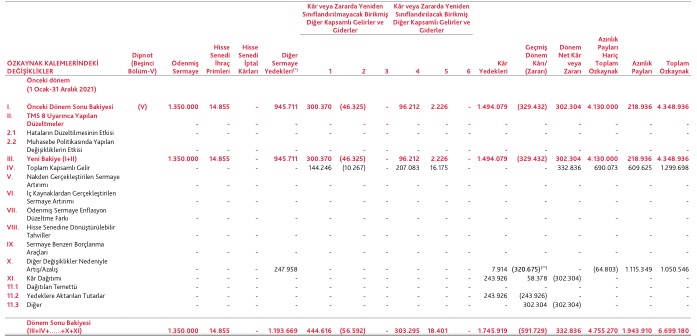 Kâr veya Zararda Yeniden Sınıflandırılmayacak Birikmiş Diğer Kapsamlı Gelirler ve Giderler
Kâr veya Zararda Yeniden Sınıflandırılacak Birikmiş Diğer Kapsamlı Gelirler ve Giderler
ÖZKAYNAK KALEMLERİNDEKİ DEĞİŞİKLİKLER Dipnot (Beşinci Bölüm-V) Ödenmiş Sermaye Hisse Senedi İhraç Primleri Hisse Senedi İptal Kârları Diğer Sermaye Yedekleri(*) 1 2 3 4 5 6 Kâr Yedekleri Geçmiş Dönem Kârı/ (Zararı) Dönem Net Kâr veya Zararı Azınlık Payları Hariç Toplam Özkaynak Azınlık Payları Toplam Özkaynak
Önceki dönem
(1 Ocak-31 Aralık 2021)
I. Önceki Dönem Sonu Bakiyesi (V) 1.350.000 14.855 - 945.711 300.370 (46.325) - 96.212 2.226 - 1.494.079 (329.432) 302.304 4.130.000 218.936 4.348.936
II. TMS 8 Uyarınca Yapılan
Düzeltmeler - - - - - - - - - - - - - - - -
2.1 Hataların Düzeltilmesinin Etkisi - - - - - - - - - - - - - - - -
2.2 Muhasebe Politikasında Yapılan
Değişikliklerin Etkisi - - - - - - - - - - - - - - - -
III. Yeni Bakiye (I+II) 1.350.000 14.855 - 945.711 300.370 (46.325) - 96.212 2.226 - 1.494.079 (329.432) 302.304 4.130.000 218.936 4.348.936
IV. Toplam Kapsamlı Gelir - - - - 144.246 (10.267) - 207.083 16.175 - - - 332.836 690.073 609.625 1.299.698
V. Nakden Gerçekleştirilen Sermaye
Artırımı - - - - - - - - - - - - - - - -
VI. İç Kaynaklardan Gerçekleştirilen
Sermaye Artırımı - - - - - - - - - - - - - - - -
VII. Ödenmiş Sermaye Enflasyon
Düzeltme Farkı - - - - - - - - - - - - - - - -
VIII. Hisse Senedine Dönüştürülebilir
Tahviller - - - - - - - - - - - - - - - -
IX. Sermaye Benzeri Borçlanma
Araçları - - - - - - - - - - - - - - - -
X. Diğer Değişiklikler Nedeniyle
Artış/Azalış - - - 247.958 - - - - - - 7.914 (320.675)(**) - (64.803) 1.115.349 1.050.546
XI. Kâr Dağıtımı - - - - - - - - - - 243.926 58.378 (302.304) - - -
11.1 Dağıtılan Temettü - - - - - - - - - - - - - - - -
11.2 Yedeklere Aktarılan Tutarlar - - - - - - - - - - 243.926 (243.926) - - - -
11.3 Diğer - - - - - - - - - - - 302.304 (302.304) - - -
Dönem Sonu Bakiyesi
(III+IV+……+X+XI) 1.350.000 14.855 - 1.193.669 444.616 (56.592) - 303.295 18.401 - 1.745.919 (591.729) 332.836 4.755.270 1.943.910 6.699.180